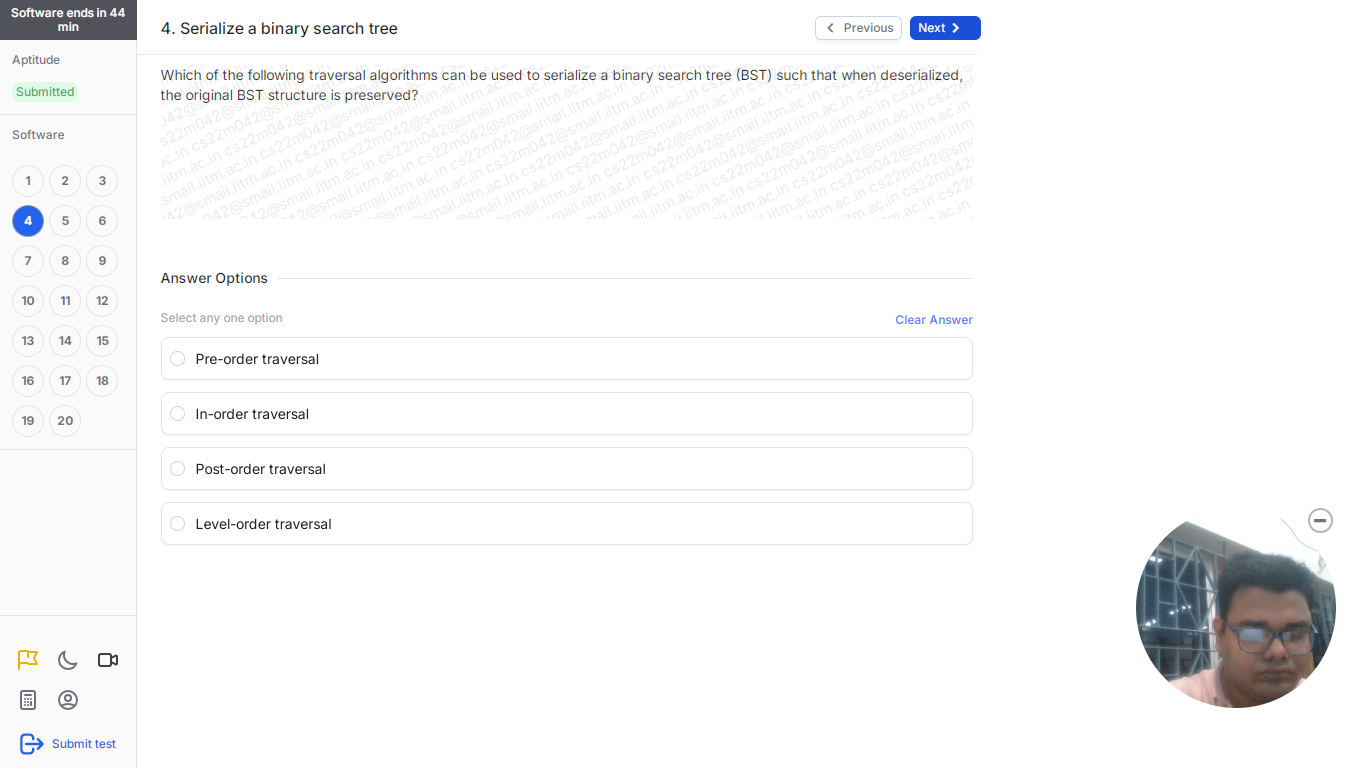 Software ends in 44
min
4. Serialize a binary search tree
Previous
Next
Aptitude
Submitted
Software
1 2 3
4 5 6
7 8 9
10 11 12
13 14 15
16 17 18
19 20
Which of the following traversal algorithms can be used to serialize a binary search tree (BST) such that when deserialized,
the original BST structure is preserved?
cs22m042@smail.iitm.ac.in
Answer Options
Select any one option
Clear Answer
Pre-order traversal
In-order traversal
Post-order traversal
Level-order traversal
Submit test